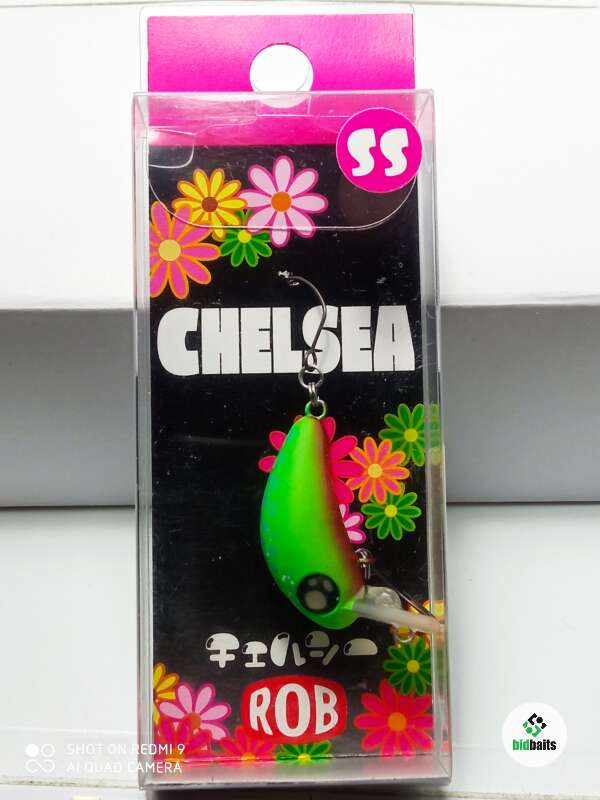 SS
CHELSEA
チェルシー
ROB
SHOT ON REDMI 9
AI QUAD CAMERA
bidbaits